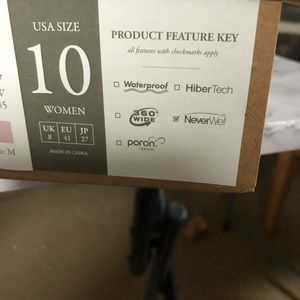 USA SIZE
10
WOMEN
UK EU JP
8 41 27
MADE IN CHINA
PRODUCT FEATURE KEY
all features with checkmarks apply
Waterproof
HiberTech
360°
WIDE
NeverWet
poron
W
35
: M